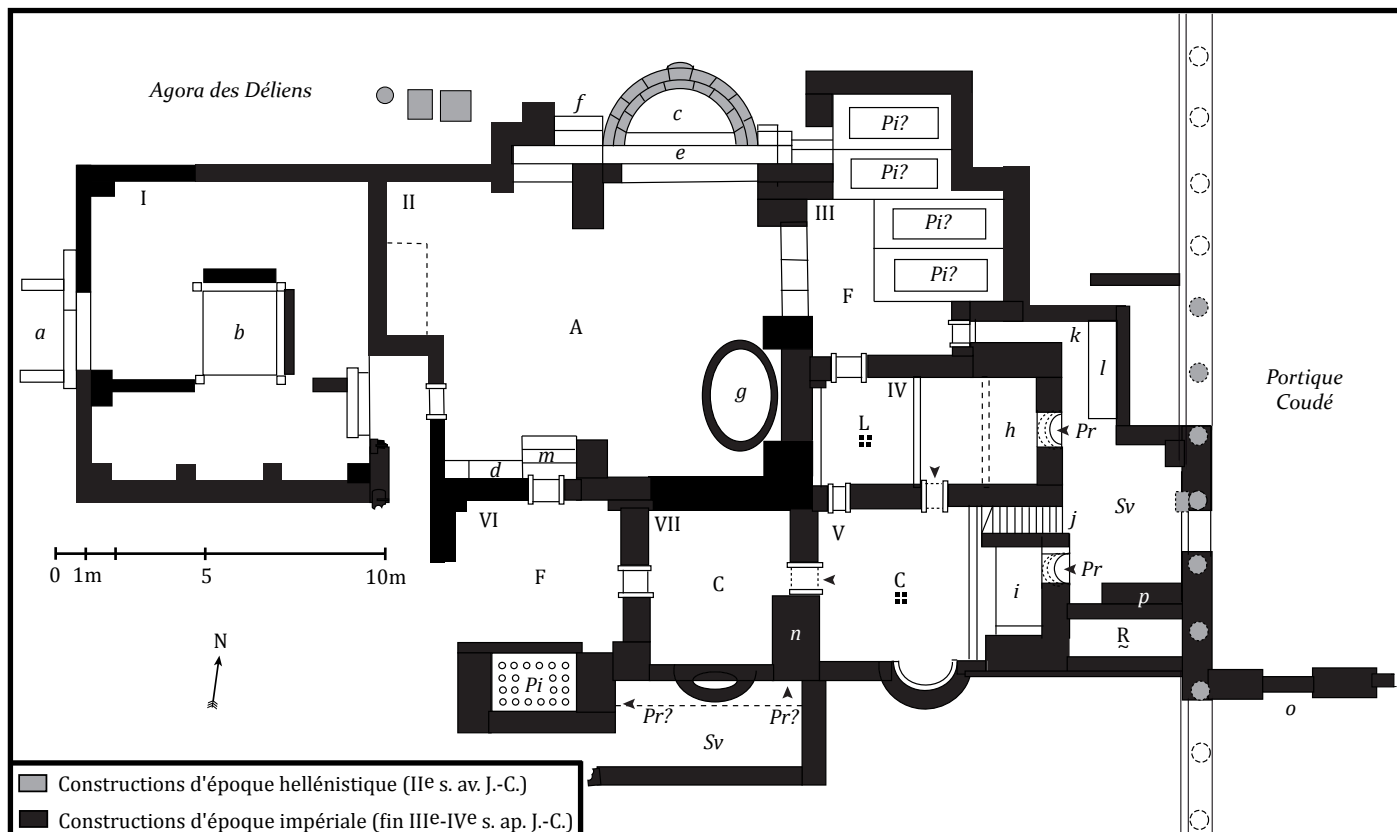 Agora des Déliens
f
c
e
Pi?
Pi?
Pi?
Pi?
I
II
III
a
b
A
F
k
l
g
IV
L
h
Pr
Portique
Coudé
d
m
VI
VII
V
j
Sv
0 1m 5 10m
F
C
C
i
Pr
n
p
R
~
N
Pi
Pr?
Pr?
Sv
o
Constructions d'époque hellénistique (IIe s. av. J.-C.)
Constructions d'époque impériale (fin IIIe-IVe s. ap. J.-C.)